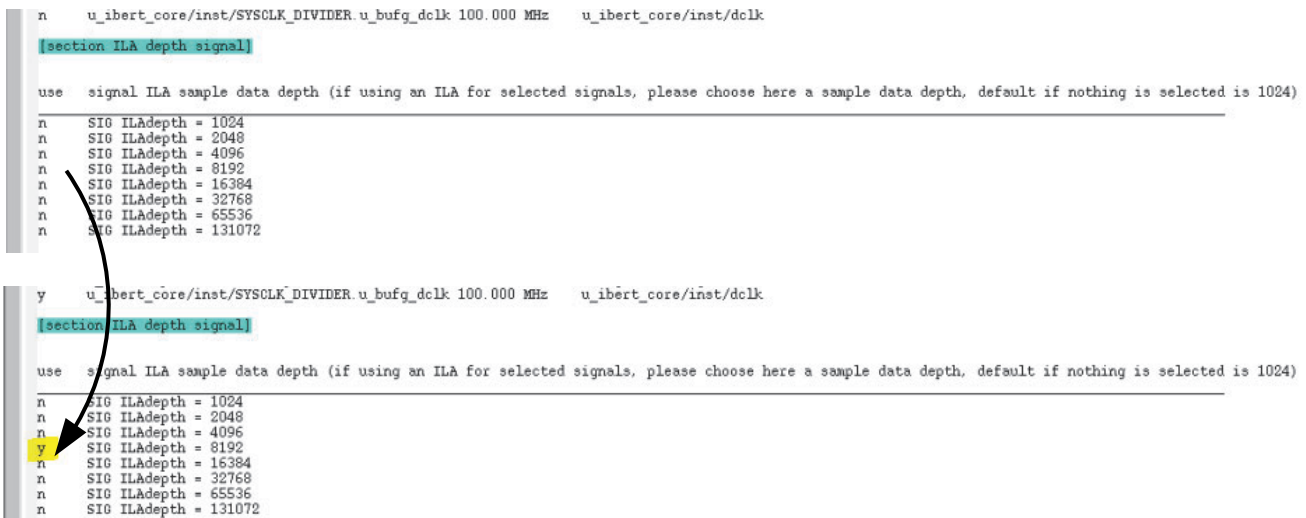 n u_ibert_core/inst/SYSCLK_DIVIDER.u_bufg_dclk 100.000 MHz u_ibert_core/inst/dclk
[section ILA depth signal]
use signal ILA sample data depth (if using an ILA for selected signals, please choose here a sample data depth, default if nothing is selected is 1024)
n SIG ILAdepth = 1024
n SIG ILAdepth = 2048
n SIG ILAdepth = 4096
n SIG ILAdepth = 8192
n SIG ILAdepth = 16384
n SIG ILAdepth = 32768
n SIG ILAdepth = 65536
n SIG ILAdepth = 131072
y u_ibert_core/inst/SYSCLK_DIVIDER.u_bufg_dclk 100.000 MHz u_ibert_core/inst/dclk
[section ILA depth signal]
use signal ILA sample data depth (if using an ILA for selected signals, please choose here a sample data depth, default if nothing is selected is 1024)
n SIG ILAdepth = 1024
n SIG ILAdepth = 2048
n SIG ILAdepth = 4096
y SIG ILAdepth = 8192
n SIG ILAdepth = 16384
n SIG ILAdepth = 32768
n SIG ILAdepth = 65536
n SIG ILAdepth = 131072